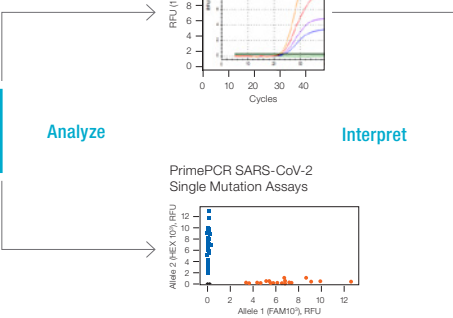 RFU (1
8
6
4
2
0
0 10 20 30 40
Cycles
Analyze
Interpret
PrimePCR SARS-CoV-2
Single Mutation Assays
Allele 2 (HEX 10³), RFU
12
10
8
6
4
2
0
0 2 4 6 8 10 12
Allele 1 (FAM10³), RFU